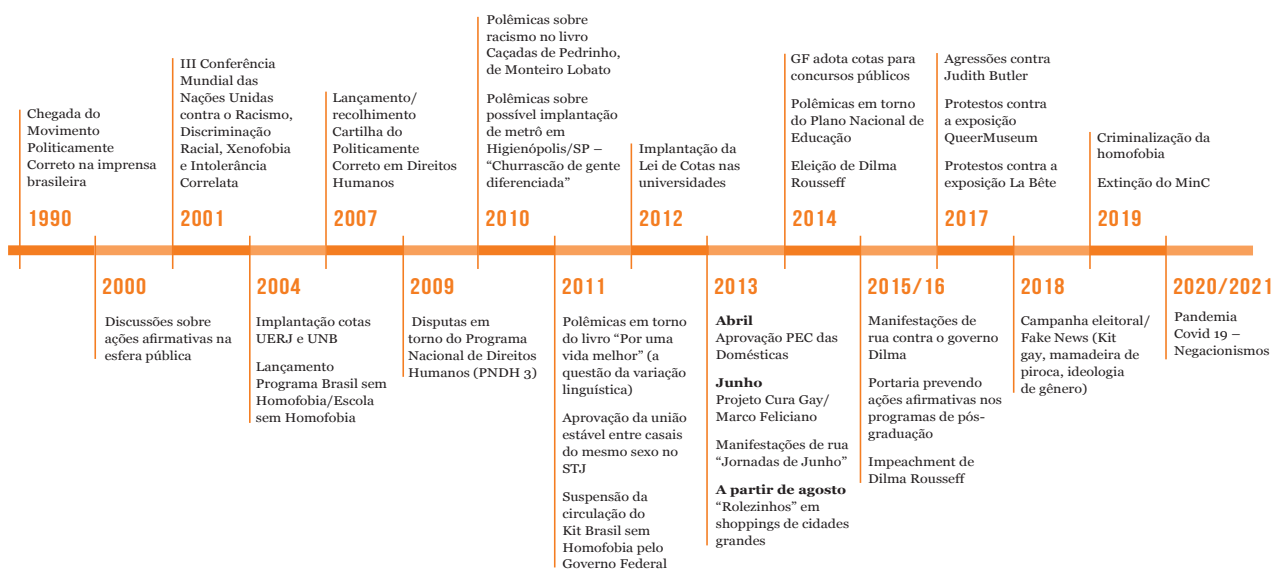 Chegada do
Movimento
Politicamente
Correto na imprensa
brasileira
1990
2000
Discussões sobre
ações afirmativas na
esfera pública
III Conferência
Mundial das
Nações Unidas
contra o Racismo,
Discriminação
Racial, Xenofobia
e Intolerância
Correlata
2001
2004
Implantação cotas
UERJ e UNB
Lançamento
Programa Brasil sem
Homofobia/Escola
sem Homofobia
Lançamento/
recolhimento
Cartilha do
Politicamente
Correto em Direitos
Humanos
2007
2009
Disputas em
torno do Programa
Nacional de Direitos
Humanos (PNDH 3)
Polêmicas sobre
racismo no livro
Caçadas de Pedrinho,
de Monteiro Lobato
Polêmicas sobre
possível implantação
de metrô em
Higienópolis/SP –
“Churrascão de gente
diferenciada”
2010
2011
Polêmicas em torno
do livro “Por uma
vida melhor” (a
questão da variação
linguística)
Aprovação da união
estável entre casais
do mesmo sexo no
STJ
Suspensão da
circulação do
Kit Brasil sem
Homofobia pelo
Governo Federal
Implantação da
Lei de Cotas nas
universidades
2012
2013
Abril
Aprovação PEC das
Domésticas
Junho
Projeto Cura Gay/
Marco Feliciano
Manifestações de rua
“Jornadas de Junho”
A partir de agosto
“Rolezinhos” em
shoppings de cidades
grandes
GF adota cotas para
concursos públicos
Polêmicas em torno
do Plano Nacional de
Educação
Eleição de Dilma
Rousseff
2014
2015/16
Manifestações de
rua contra o governo
Dilma
Portaria prevendo
ações afirmativas nos
programas de pós-
graduação
Impeachment de
Dilma Rousseff
Agressões contra
Judith Butler
Protestos contra
a exposição
QueerMuseum
Protestos contra a
exposição La Bête
2017
2018
Campanha eleitoral/
Fake News (Kit
gay, mamadeira de
piroca, ideologia
de gênero)
Criminalização da
homofobia
Extinção do MinC
2019
2020/2021
Pandemia
Covid 19 –
Negacionismos